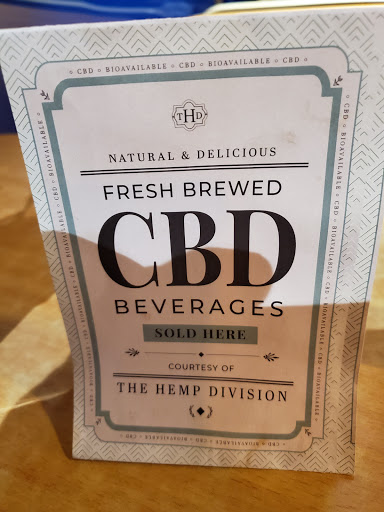 CBD ○ BIOAVAILABLE ○ CBD ○ BIOAVAILABLE ○ CBD ○
THD
NATURAL & DELICIOUS
FRESH BREWED
CBD
BEVERAGES
SOLD HERE
COURTESY OF
THE HEMP DIVISION